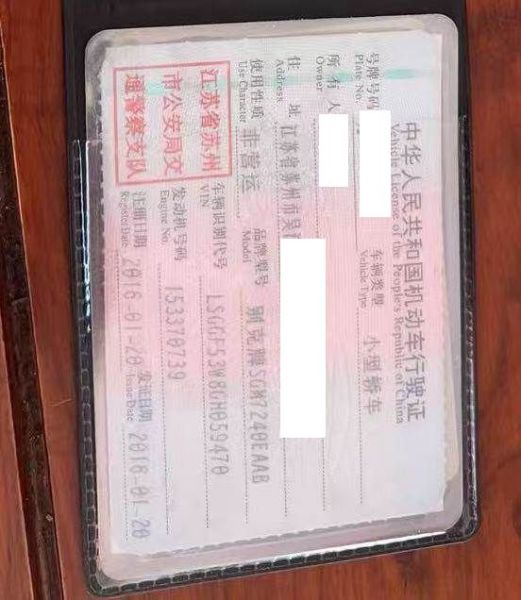 中华人民共和国机动车行驶证
Vehicle License of the People's Republic of China
号牌号码
Plate No.
车辆类型 小型轿车
Vehicle Type
所有人
Owner
住 址 江苏省苏州市吴
Address
使用性质 非营运 品牌型号 别克牌SGM7240EAAB
Use Character Model
江苏省苏州
市公安局交
通警察支队
车辆识别代号 LSGGF53W8GH059470
VIN
发动机号码 153370739
Engine No.
注册日期 2016-01-20 发证日期 2016-01-20
Register Date Issue Date